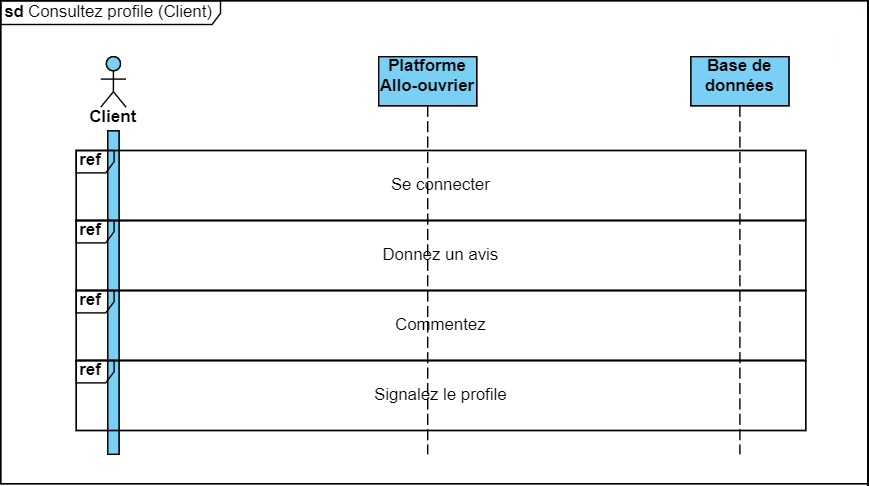 sd Consultez profile (Client)
Client
Platforme
Allo-ouvrier
Base de
données
ref
Se connecter
ref
Donnez un avis
ref
Commentez
ref
Signalez le profile